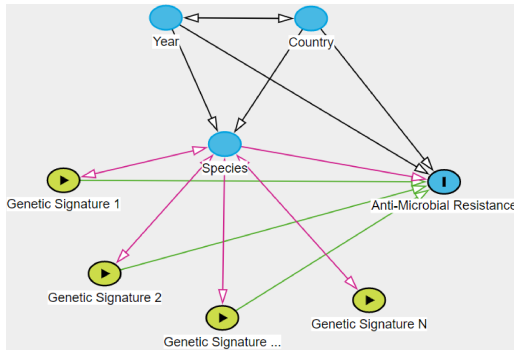 Year
Country
Species
Genetic Signature 1
Anti-Microbial Resistance
Genetic Signature 2
Genetic Signature N
Genetic Signature ...